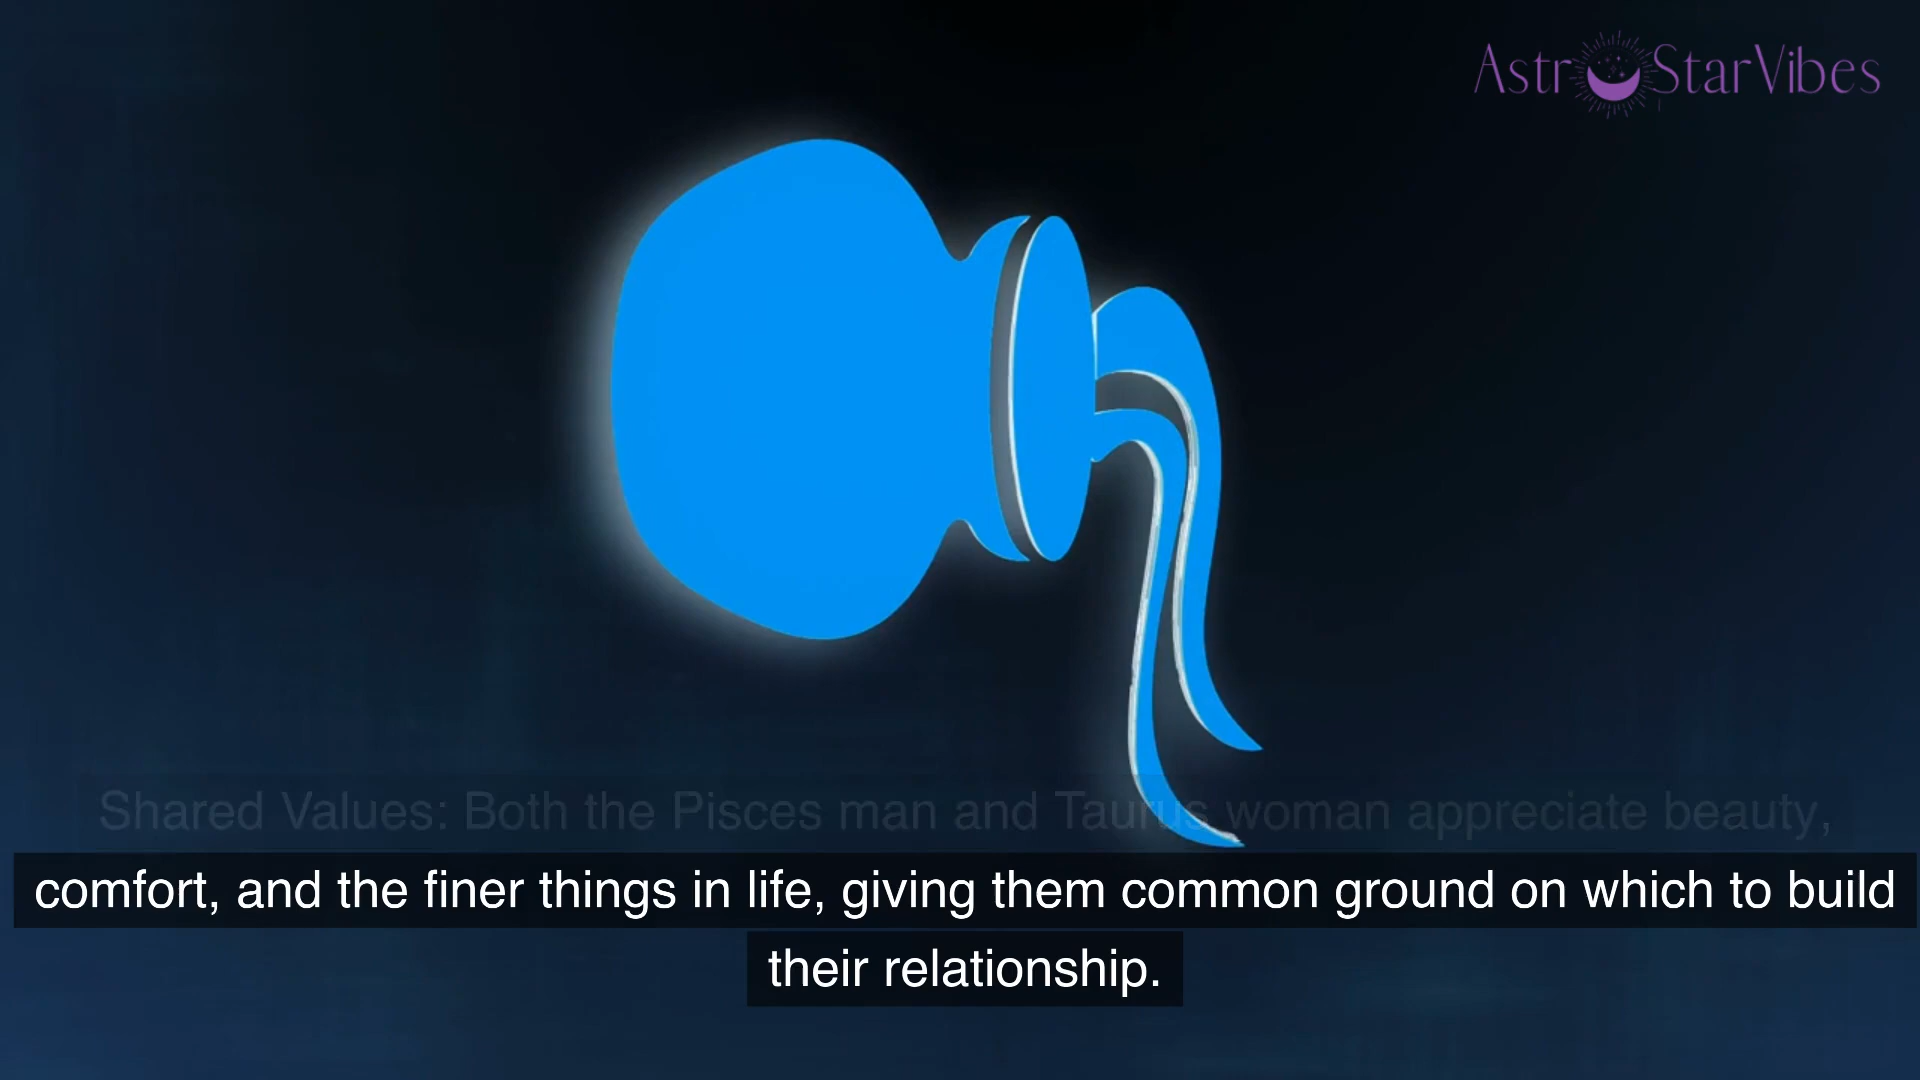 AstroStarVibes
Shared Values: Both the Pisces man and Taurus woman appreciate beauty,
comfort, and the finer things in life, giving them common ground on which to build
their relationship.